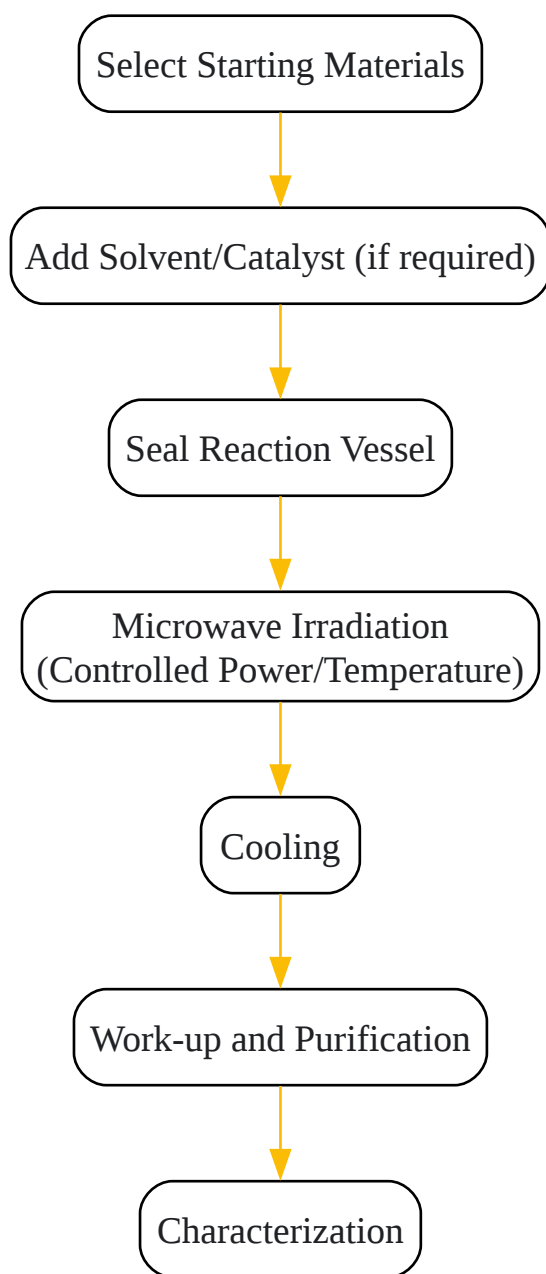 Select Starting Materials
Add Solvent/Catalyst (if required)
Seal Reaction Vessel
Microwave Irradiation
(Controlled Power/Temperature)
Cooling
Work-up and Purification
Characterization